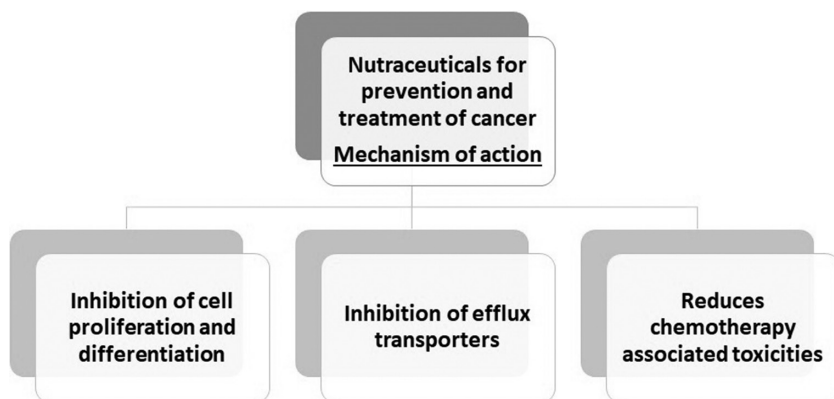 Nutraceuticals for
prevention and
treatment of cancer
Mechanism of action
Inhibition of cell
proliferation and
differentiation
Inhibition of efflux
transporters
Reduces
chemotherapy
associated toxicities